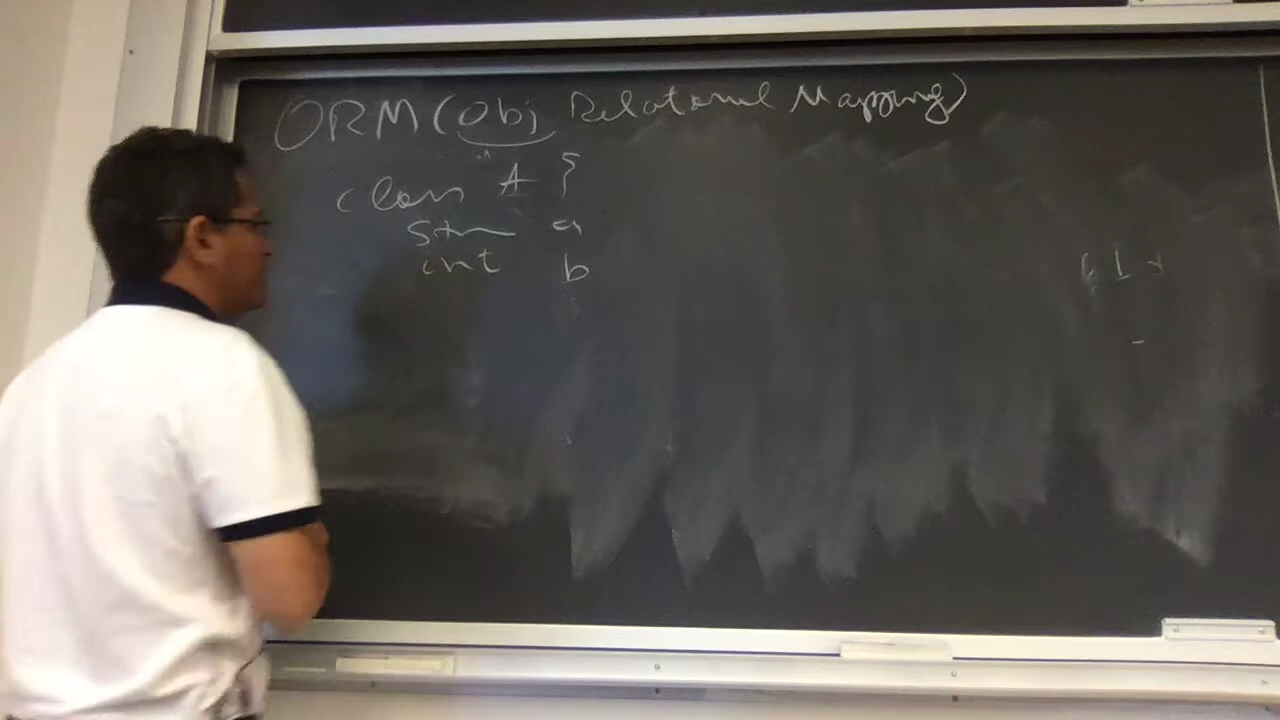 ORM (Obj Relational Mapping)
class A {
Str a
int b